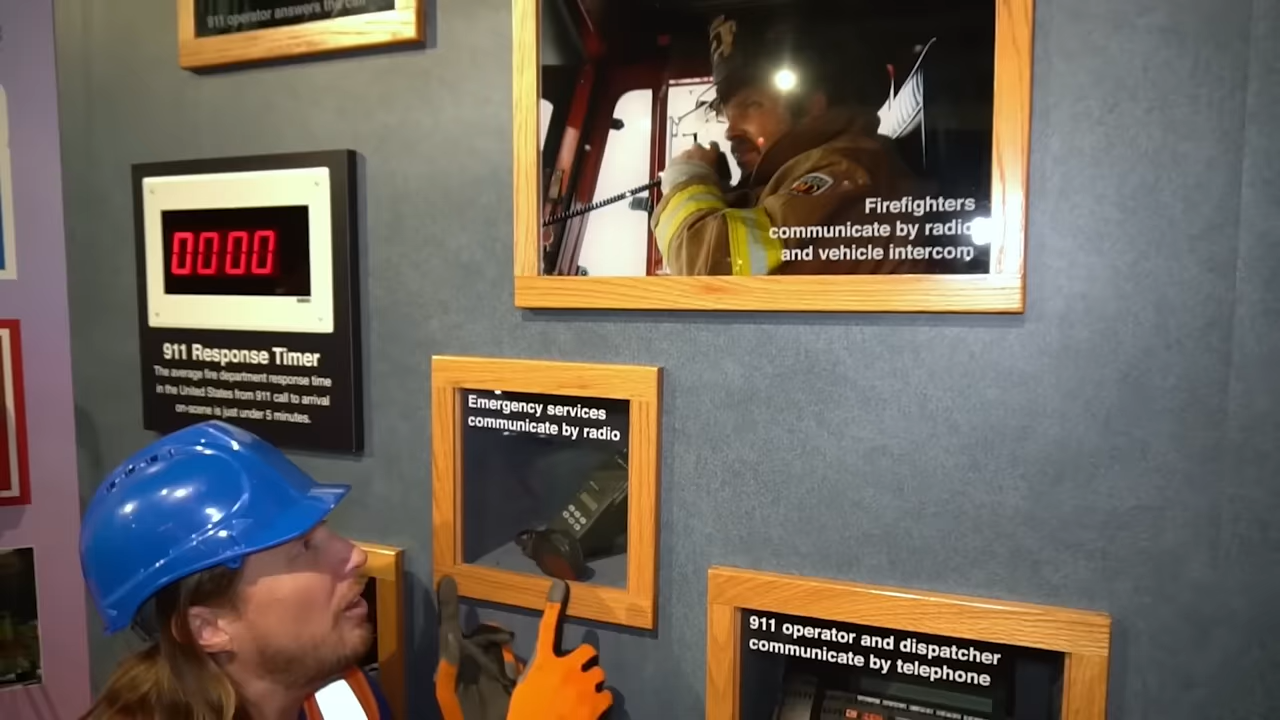 911 operator answers the call
Firefighters
communicate by radio
and vehicle intercom
00:00
911 Response Timer
The average fire department response time
in the United States from 911 call to arrival
on-scene is just under 5 minutes.
Emergency services
communicate by radio
911 operator and dispatcher
communicate by telephone